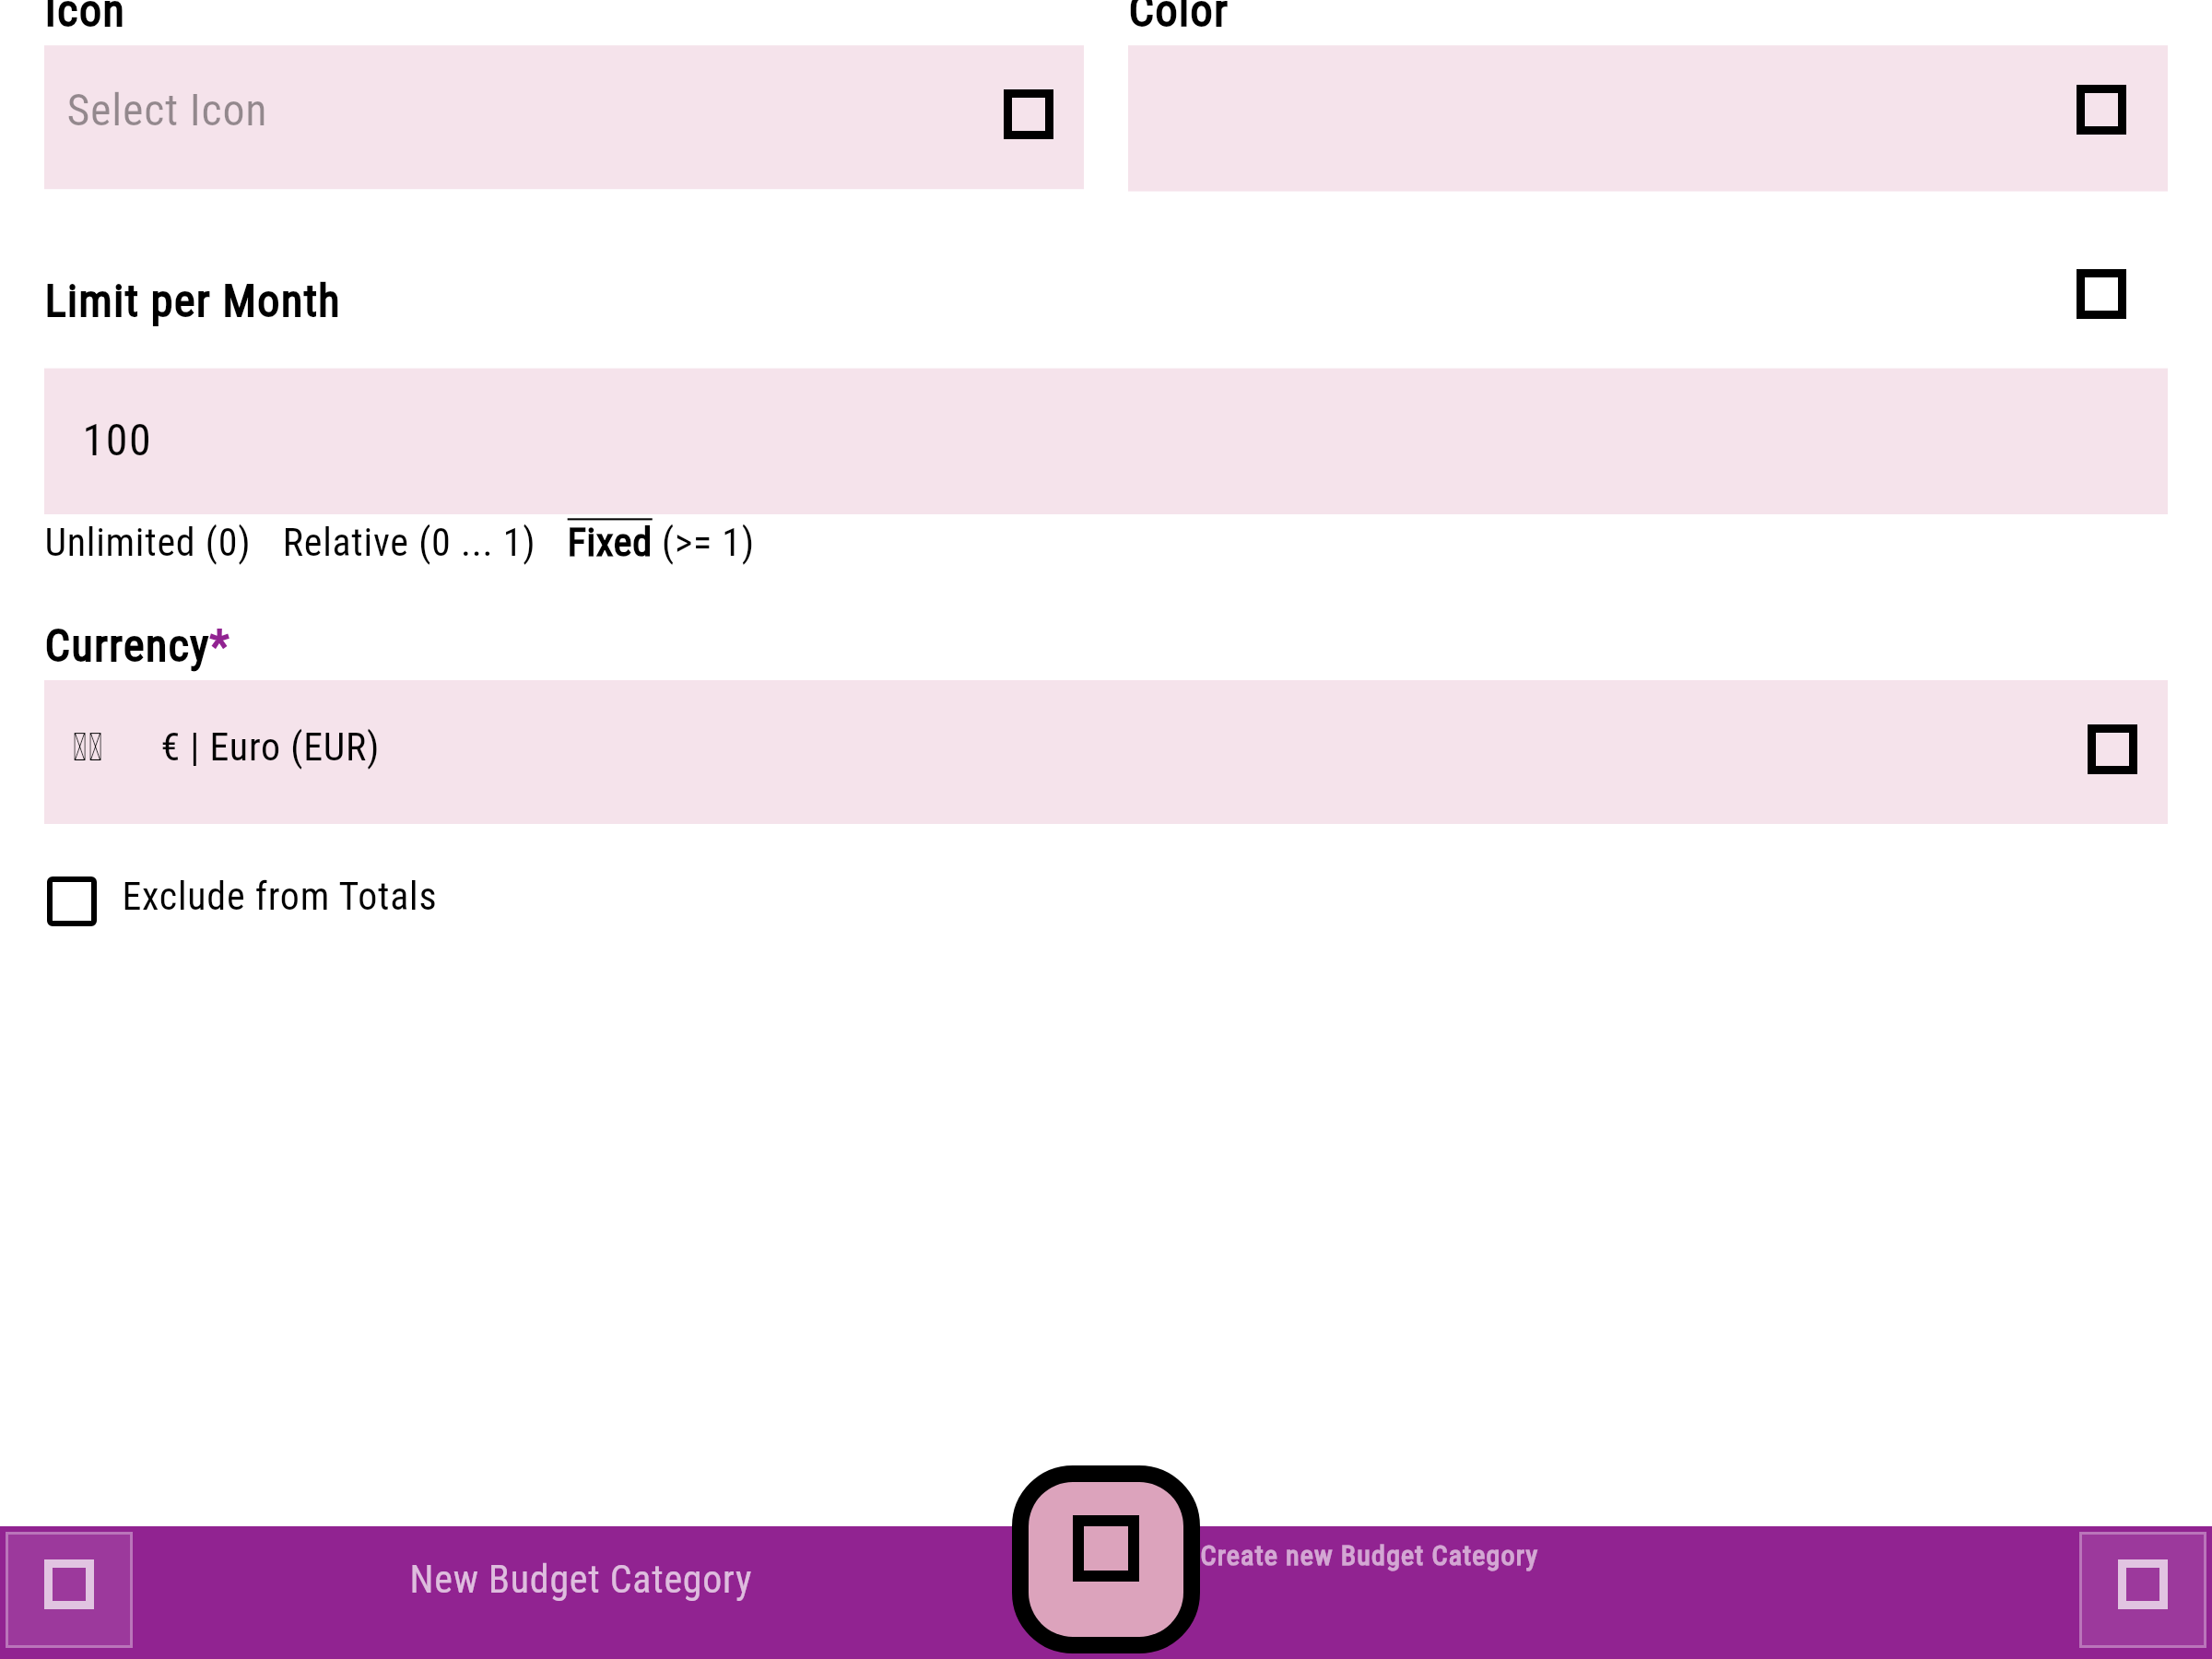 Icon
Color
Select Icon
Limit per Month
100
Unlimited (0) Relative (0 ... 1) Fixed (>= 1)
Currency*
€ | Euro (EUR)
Exclude from Totals
New Budget Category
Create new Budget Category